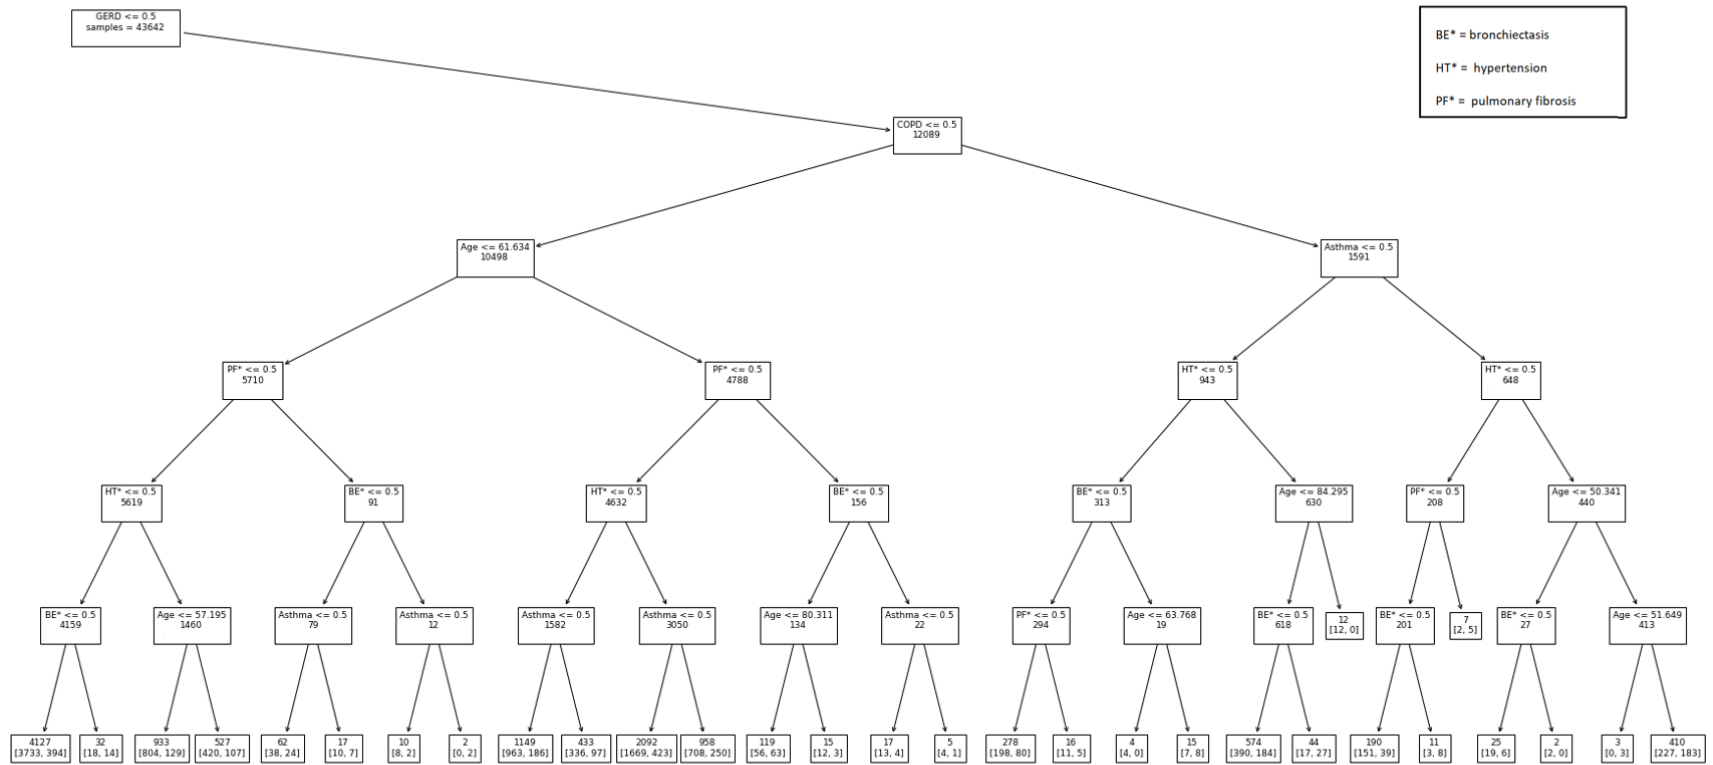 GERD <= 0.5
samples = 43642
BE* = bronchiectasis
HT* = hypertension
PF* = pulmonary fibrosis
COPD <= 0.5
12089
Age <= 61.634
10498
Asthma <= 0.5
1591
PF* <= 0.5
5710
PF* <= 0.5
4788
HT* <= 0.5
943
HT* <= 0.5
648
HT* <= 0.5
5619
BE* <= 0.5
91
HT* <= 0.5
4632
BE* <= 0.5
156
BE* <= 0.5
313
Age <= 84.295
630
PF* <= 0.5
208
Age <= 50.341
440
BE* <= 0.5
4159
Age <= 57.195
1460
Asthma <= 0.5
79
Asthma <= 0.5
12
Asthma <= 0.5
1582
Asthma <= 0.5
3050
Age <= 80.311
134
Asthma <= 0.5
22
PF* <= 0.5
294
Age <= 63.768
19
BE* <= 0.5
618
12
[12, 0]
BE* <= 0.5
201
7
[2, 5]
BE* <= 0.5
27
Age <= 51.649
413
4127
[3733, 394]
32
[18, 14]
933
[804, 129]
527
[420, 107]
62
[38, 24]
17
[10, 7]
10
[8, 2]
2
[0, 2]
1149
[963, 186]
433
[336, 97]
2092
[1669, 423]
958
[708, 250]
119
[56, 63]
15
[12, 3]
17
[13, 4]
5
[4, 1]
278
[198, 80]
16
[11, 5]
4
[4, 0]
15
[7, 8]
574
[390, 184]
44
[17, 27]
190
[151, 39]
11
[3, 8]
25
[19, 6]
2
[2, 0]
3
[0, 3]
410
[227, 183]